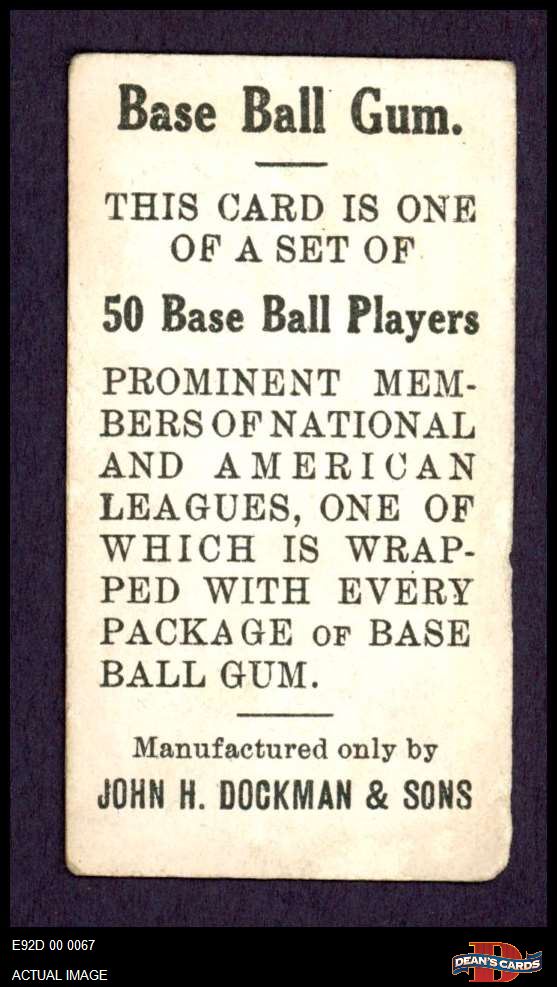 Base Ball Gum.
THIS CARD IS ONE
OF A SET OF
50 Base Ball Players
PROMINENT MEM-
BERS OF NATIONAL
AND AMERICAN
LEAGUES, ONE OF
WHICH IS WRAP-
PED WITH EVERY
PACKAGE OF BASE
BALL GUM.
Manufactured only by
JOHN H. DOCKMAN & SONS
E92D 00 0067
ACTUAL IMAGE
D
DEAN'S CARDS